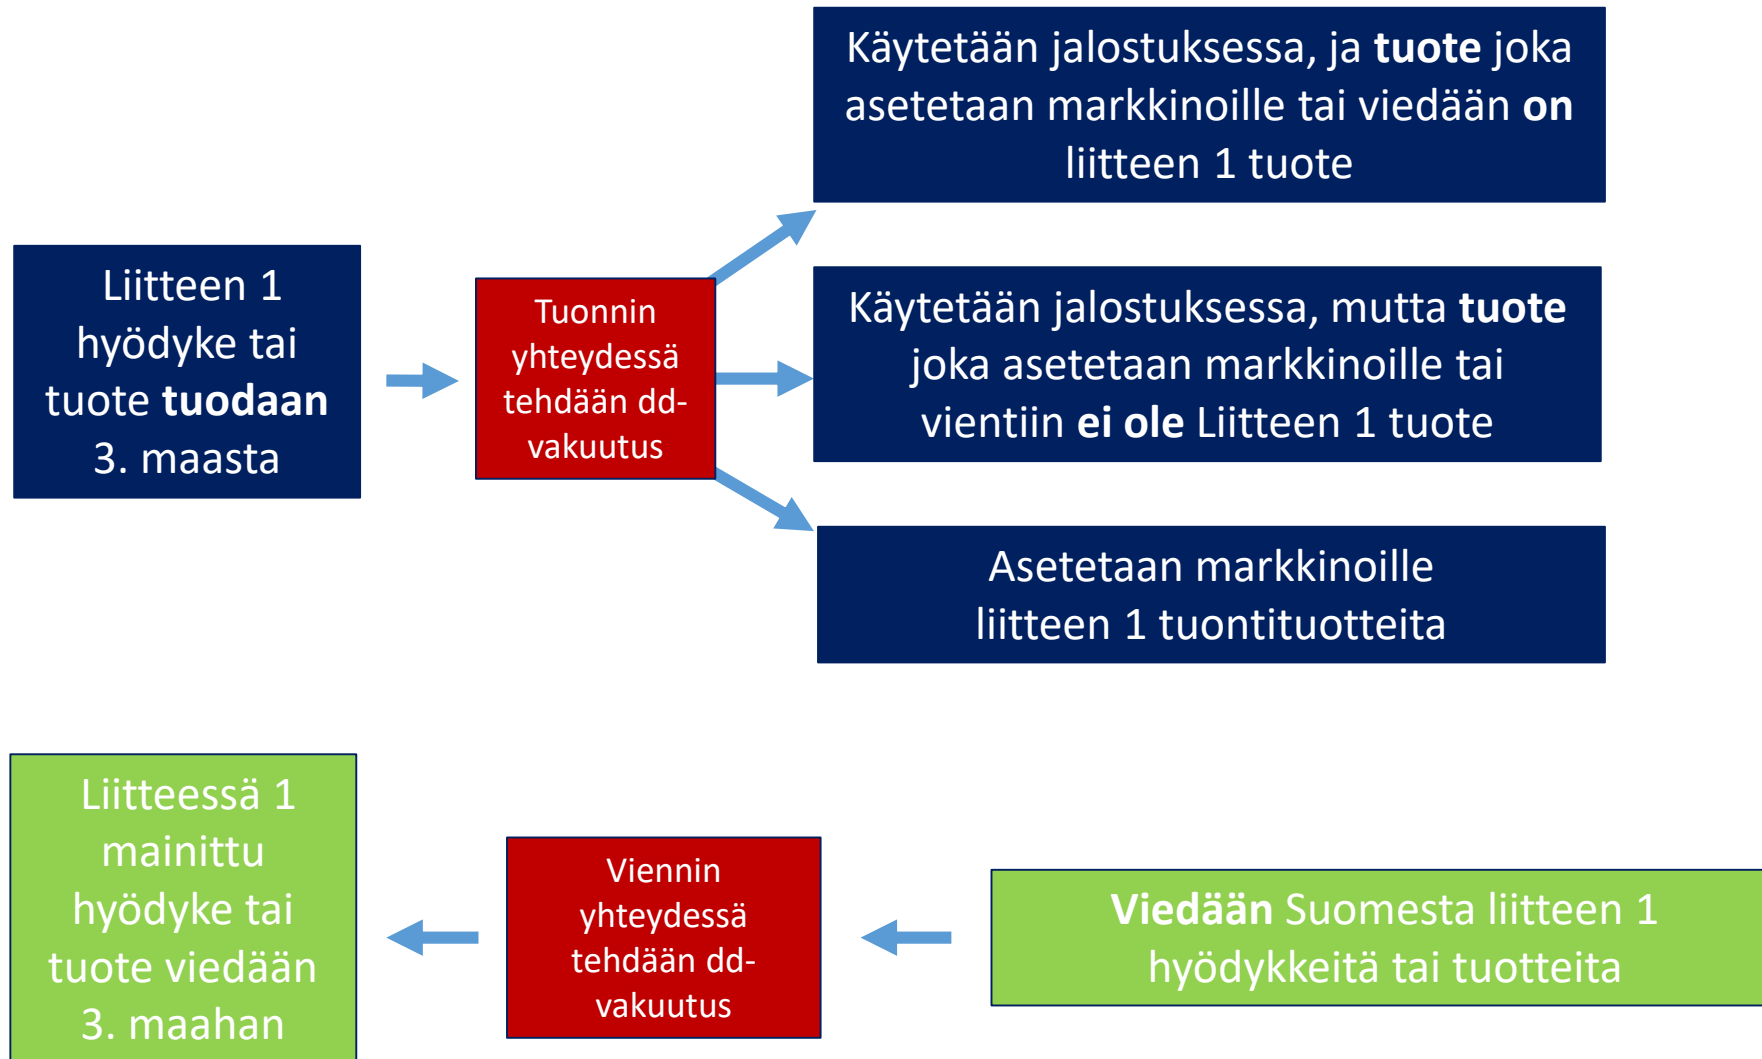 Käytetään jalostuksessa, ja tuote joka
asetetaan markkinoille tai viedään on
liitteen 1 tuote
Liitteen 1
hyödyke tai
tuote tuodaan
3. maasta
Tuonnin
yhteydessä
tehdään dd-
vakuutus
Käytetään jalostuksessa, mutta tuote
joka asetetaan markkinoille tai
vientiin ei ole Liitteen 1 tuote
Asetetaan markkinoille
liitteen 1 tuontituotteita
Liitteessä 1
mainittu
hyödyke tai
tuote viedään
3. maahan
Viennin
yhteydessä
tehdään dd-
vakuutus
Viedään Suomesta liitteen 1
hyödykkeitä tai tuotteita